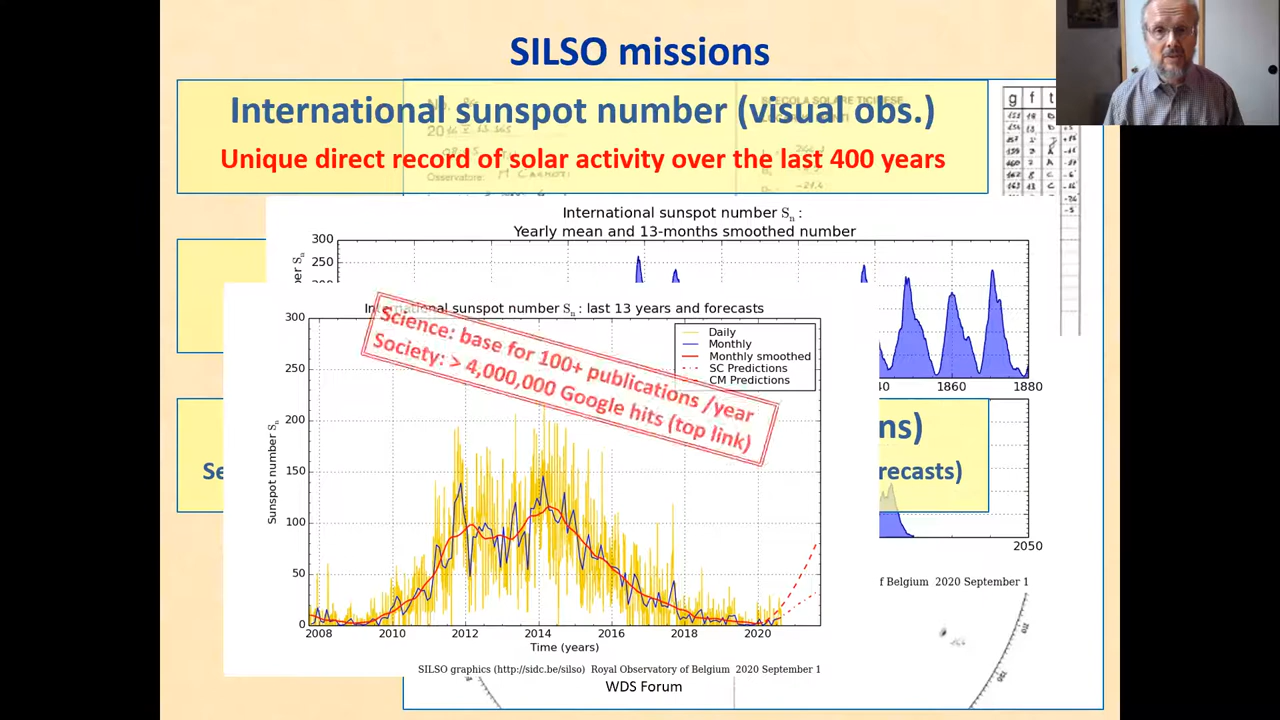 SILSO missions
International sunspot number (visual obs.)
Unique direct record of solar activity over the last 400 years
g f
International sunspot number Sn :
Yearly mean and 13-months smoothed number
300
250
1860
1880
International sunspot number Sn : last 13 years and forecasts
Science: base for 100+ publications /year
Society: > 4,000,000 Google hits (top link)
Daily
Monthly
Monthly smoothed
SC Predictions
CM Predictions
300
250
200
150
100
50
0
Sunspot number Sn
2008
2010
2012
2014
2016
2018
2020
Time (years)
SILSO graphics (http://sidc.be/silso) Royal Observatory of Belgium 2020 September 1
ns)
recasts)
2050
f Belgium 2020 September 1
WDS Forum